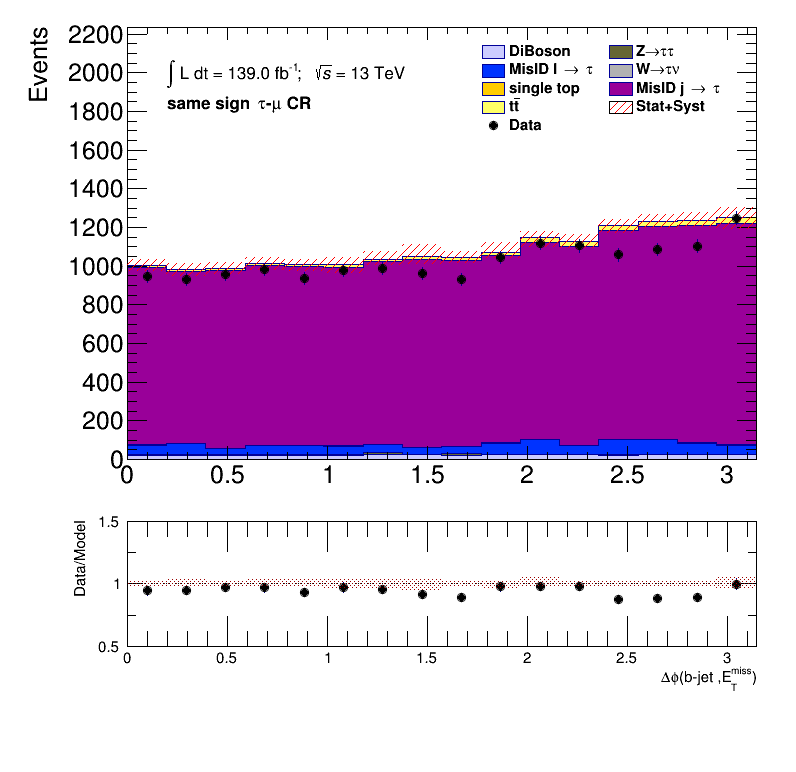 Events
2200
2000
1800
1600
1400
1200
1000
800
600
400
200
0
∫ L dt = 139.0 fb⁻¹; √s = 13 TeV
same sign τ-μ CR
DiBoson
MisID l → τ
single top
tt̄
Data
Z→ττ
W→τν
MisID j → τ
Stat+Syst
0 0.5 1 1.5 2 2.5 3
Data/Model
1.5
1
0.5
0 0.5 1 1.5 2 2.5 3
Δϕ(b-jet ,E_T^miss)